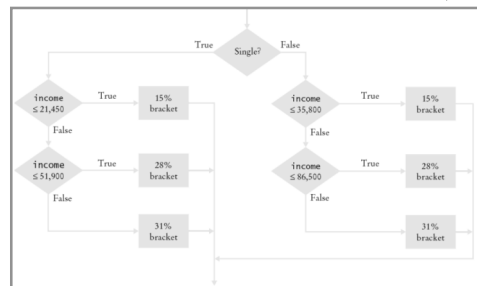 True
Single?
False
income
≤ 21,450
True
15%
bracket
False
income
≤ 51,900
True
28%
bracket
False
31%
bracket
income
≤ 35,800
True
15%
bracket
False
income
≤ 86,500
True
28%
bracket
False
31%
bracket